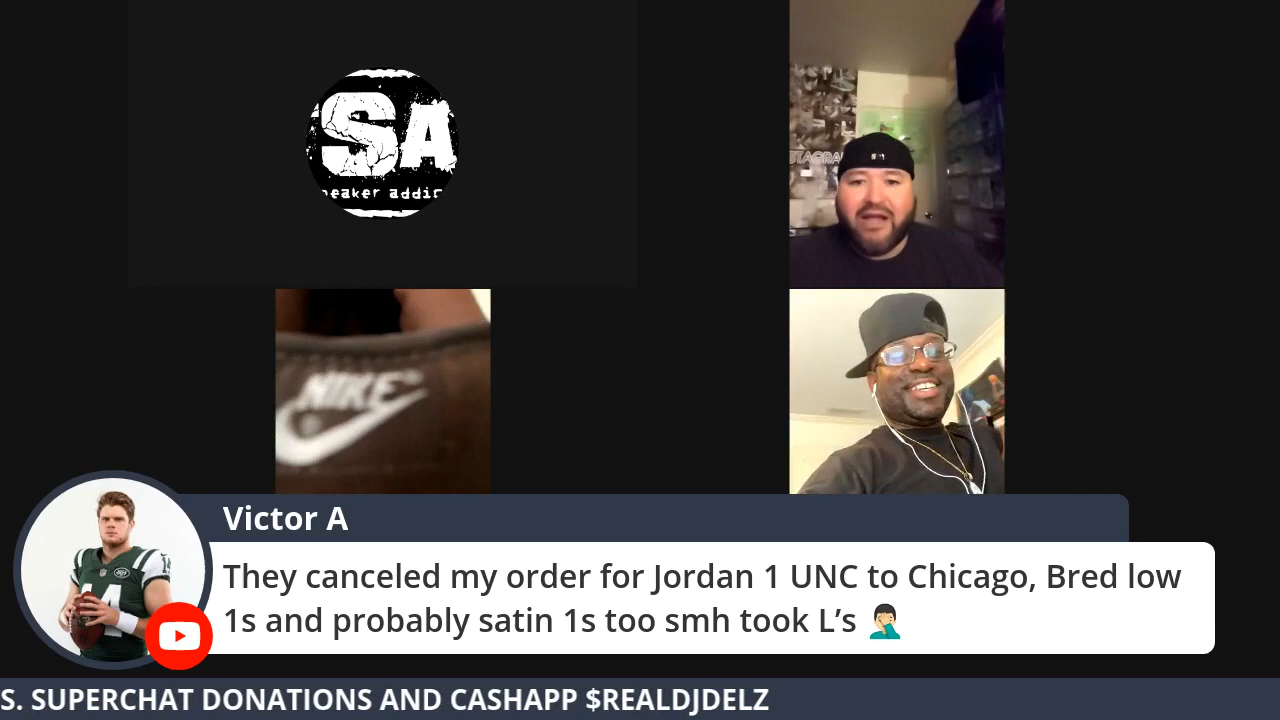 SA
neaker addic
STAGRA
NIKE
Victor A
They canceled my order for Jordan 1 UNC to Chicago, Bred low
1s and probably satin 1s too smh took L’s 🤦🏻‍♂️
S. SUPERCHAT DONATIONS AND CASHAPP $REALDJDELZ